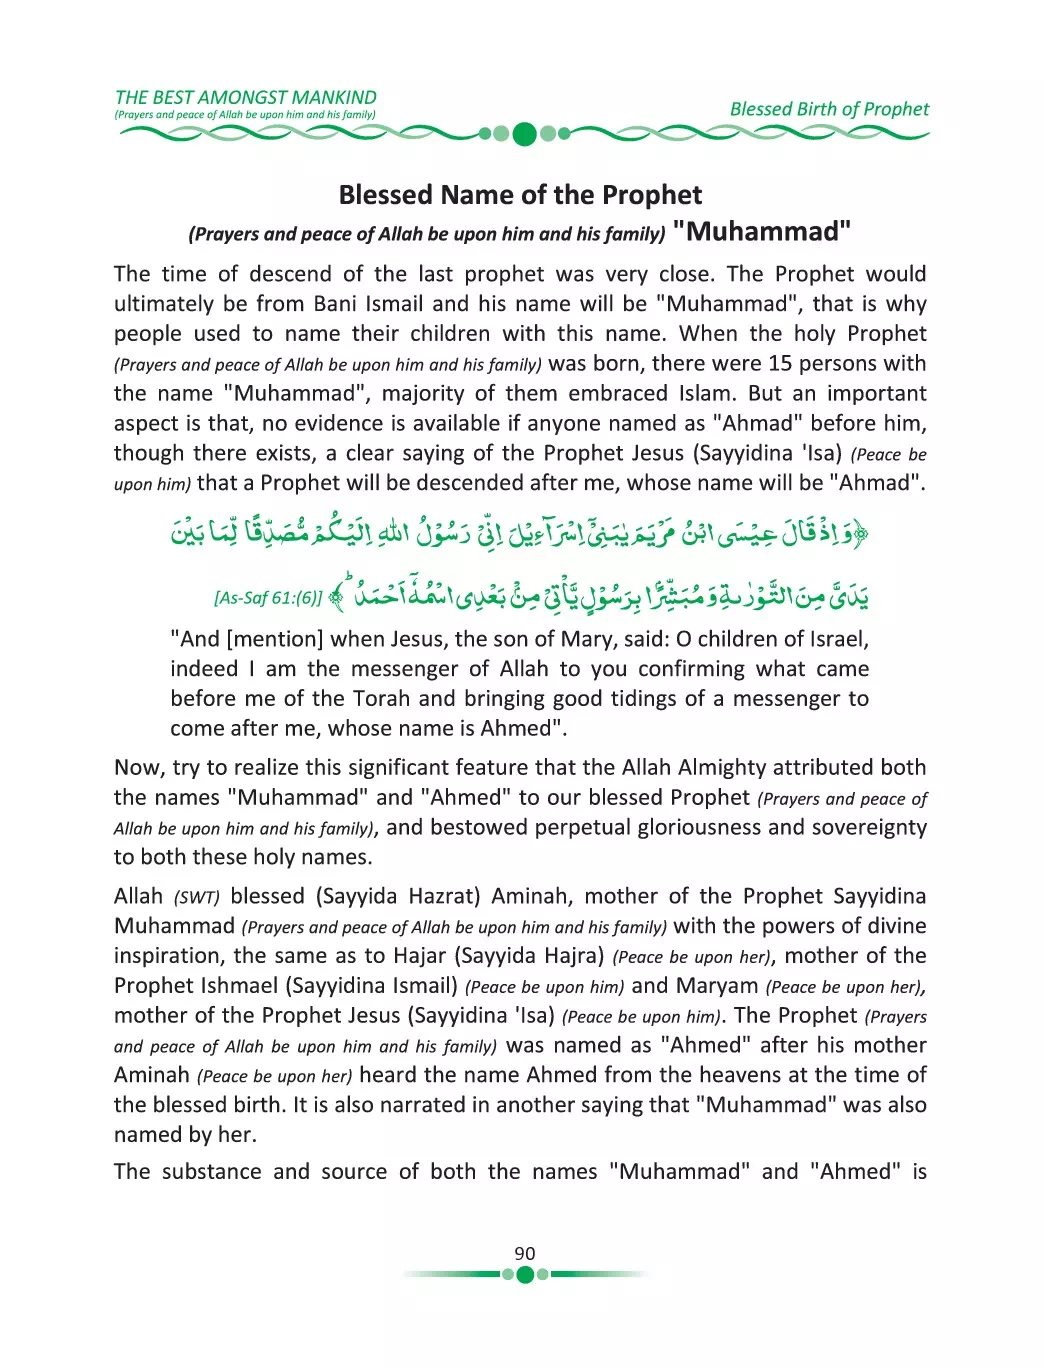 THE BEST AMONGST MANKIND
(Prayers and peace of Allah be upon him and his family)
Blessed Birth of Prophet
Blessed Name of the Prophet
(Prayers and peace of Allah be upon him and his family) "Muhammad"
The time of descend of the last prophet was very close. The Prophet would
ultimately be from Bani Ismail and his name will be "Muhammad", that is why
people used to name their children with this name. When the holy Prophet
(Prayers and peace of Allah be upon him and his family) was born, there were 15 persons with
the name "Muhammad", majority of them embraced Islam. But an important
aspect is that, no evidence is available if anyone named as "Ahmad" before him,
though there exists, a clear saying of the Prophet Jesus (Sayyidina 'Isa) (Peace be
upon him) that a Prophet will be descended after me, whose name will be "Ahmad".
﴿وَ اِذْ قَالَ عِیْسَی ابْنُ مَرْیَمَ یٰبَنِیْۤ اِسْرَآءِیْلَ اِنِّیْ رَسُوْلُ اللهِ اِلَیْكُمْ مُّصَدِّقًا لِّمَا بَیْنَ
یَدَیَّ مِنَ التَّوْرٰىةِ وَ مُبَشِّرًۢا بِرَسُوْلٍ یَّاْتِیْ مِنْۢ بَعْدِی اسْمُهٗۤ اَحْمَدُ ؕ﴾ [As-Saf 61:(6)]
"And [mention] when Jesus, the son of Mary, said: O children of Israel,
indeed I am the messenger of Allah to you confirming what came
before me of the Torah and bringing good tidings of a messenger to
come after me, whose name is Ahmed".
Now, try to realize this significant feature that the Allah Almighty attributed both
the names "Muhammad" and "Ahmed" to our blessed Prophet (Prayers and peace of
Allah be upon him and his family), and bestowed perpetual gloriousness and sovereignty
to both these holy names.
Allah (SWT) blessed (Sayyida Hazrat) Aminah, mother of the Prophet Sayyidina
Muhammad (Prayers and peace of Allah be upon him and his family) with the powers of divine
inspiration, the same as to Hajar (Sayyida Hajra) (Peace be upon her), mother of the
Prophet Ishmael (Sayyidina Ismail) (Peace be upon him) and Maryam (Peace be upon her),
mother of the Prophet Jesus (Sayyidina 'Isa) (Peace be upon him). The Prophet (Prayers
and peace of Allah be upon him and his family) was named as "Ahmed" after his mother
Aminah (Peace be upon her) heard the name Ahmed from the heavens at the time of
the blessed birth. It is also narrated in another saying that "Muhammad" was also
named by her.
The substance and source of both the names "Muhammad" and "Ahmed" is
90